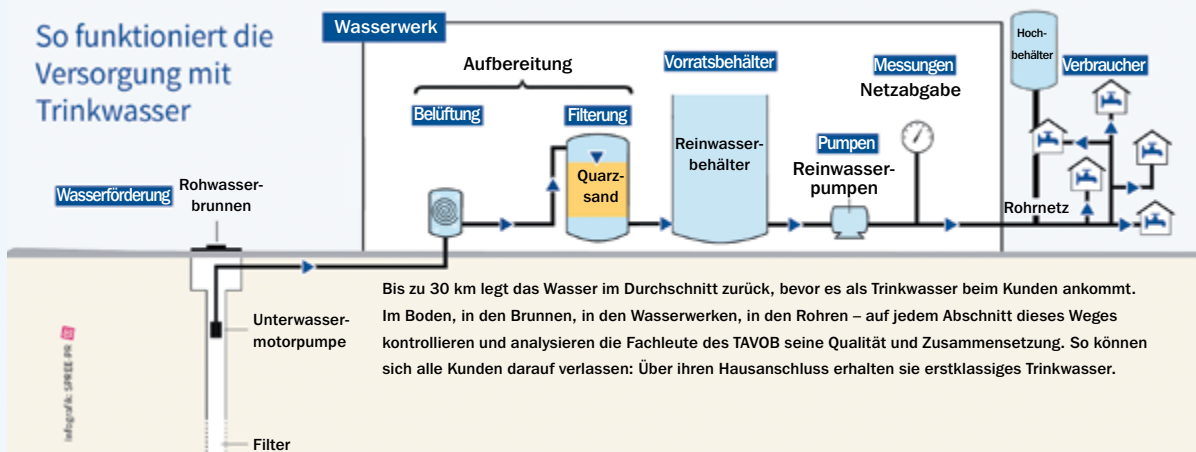 So funktioniert die
Versorgung mit
Trinkwasser
Wasserwerk
Aufbereitung
Belüftung
Filterung
Quarz-
sand
Vorratsbehälter
Reinwasser-
behälter
Pumpen
Reinwasser-
pumpen
Messungen
Netzabgabe
Hoch-
behälter
Verbraucher
Rohrnetz
Wasserförderung
Rohwasser-
brunnen
Unterwasser-
motorpumpe
Filter
Bis zu 30 km legt das Wasser im Durchschnitt zurück, bevor es als Trinkwasser beim Kunden ankommt.
Im Boden, in den Brunnen, in den Wasserwerken, in den Rohren – auf jedem Abschnitt dieses Weges
kontrollieren und analysieren die Fachleute des TAVOB seine Qualität und Zusammensetzung. So können
sich alle Kunden darauf verlassen: Über ihren Hausanschluss erhalten sie erstklassiges Trinkwasser.
Infografik: SPREE-PR